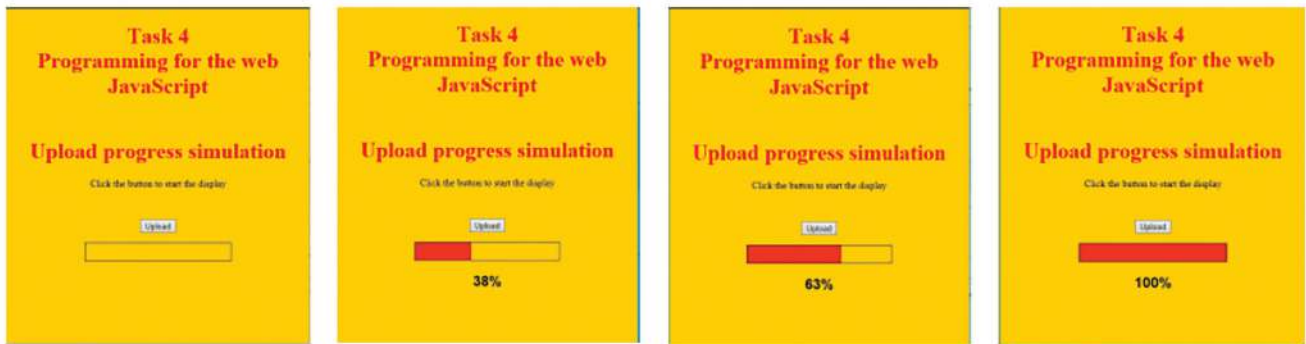 Task 4
Programming for the web
JavaScript
Upload progress simulation
Click the button to start the display
Upload
Task 4
Programming for the web
JavaScript
Upload progress simulation
Click the button to start the display
Upload
38%
Task 4
Programming for the web
JavaScript
Upload progress simulation
Click the button to start the display
Upload
63%
Task 4
Programming for the web
JavaScript
Upload progress simulation
Click the button to start the display
Upload
100%